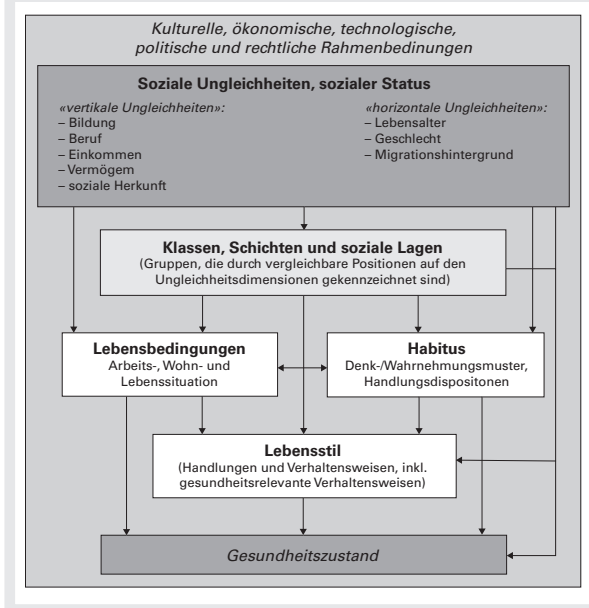 Kulturelle, ökonomische, technologische,
politische und rechtliche Rahmenbedinungen
Soziale Ungleichheiten, sozialer Status
«vertikale Ungleichheiten»:
– Bildung
– Beruf
– Einkommen
– Vermögem
– soziale Herkunft
«horizontale Ungleichheiten»:
– Lebensalter
– Geschlecht
– Migrationshintergrund
Klassen, Schichten und soziale Lagen
(Gruppen, die durch vergleichbare Positionen auf den
Ungleichheitsdimensionen gekennzeichnet sind)
Lebensbedingungen
Arbeits-, Wohn- und
Lebenssituation
Habitus
Denk-/Wahrnehmungsmuster,
Handlungsdispositonen
Lebensstil
(Handlungen und Verhaltensweisen, inkl.
gesundheitsrelevante Verhaltensweisen)
Gesundheitszustand